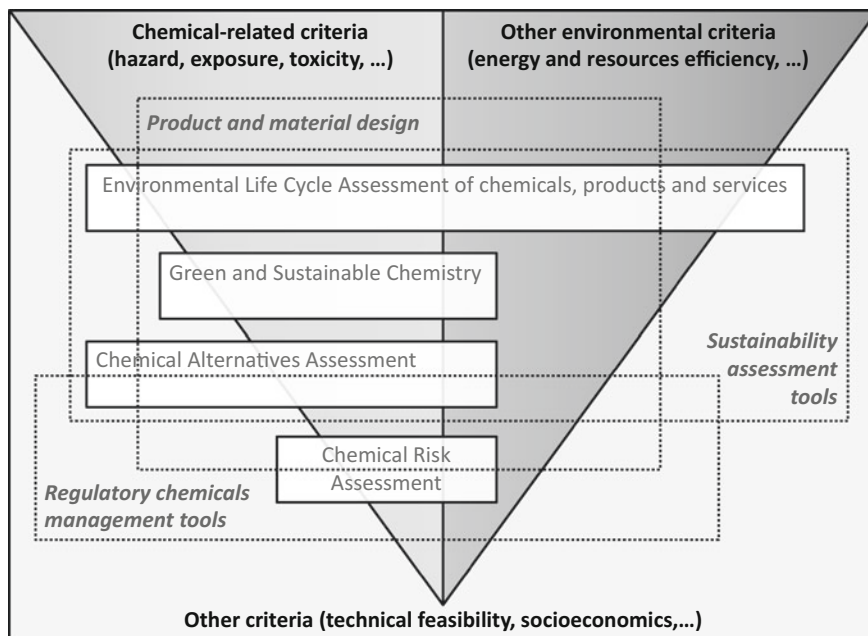 Chemical-related criteria
(hazard, exposure, toxicity, ...)
Other environmental criteria
(energy and resources efficiency, ...)
Product and material design
Environmental Life Cycle Assessment of chemicals, products and services
Green and Sustainable Chemistry
Chemical Alternatives Assessment
Sustainability
assessment
tools
Chemical Risk
Assessment
Regulatory chemicals
management tools
Other criteria (technical feasibility, socioeconomics,...)